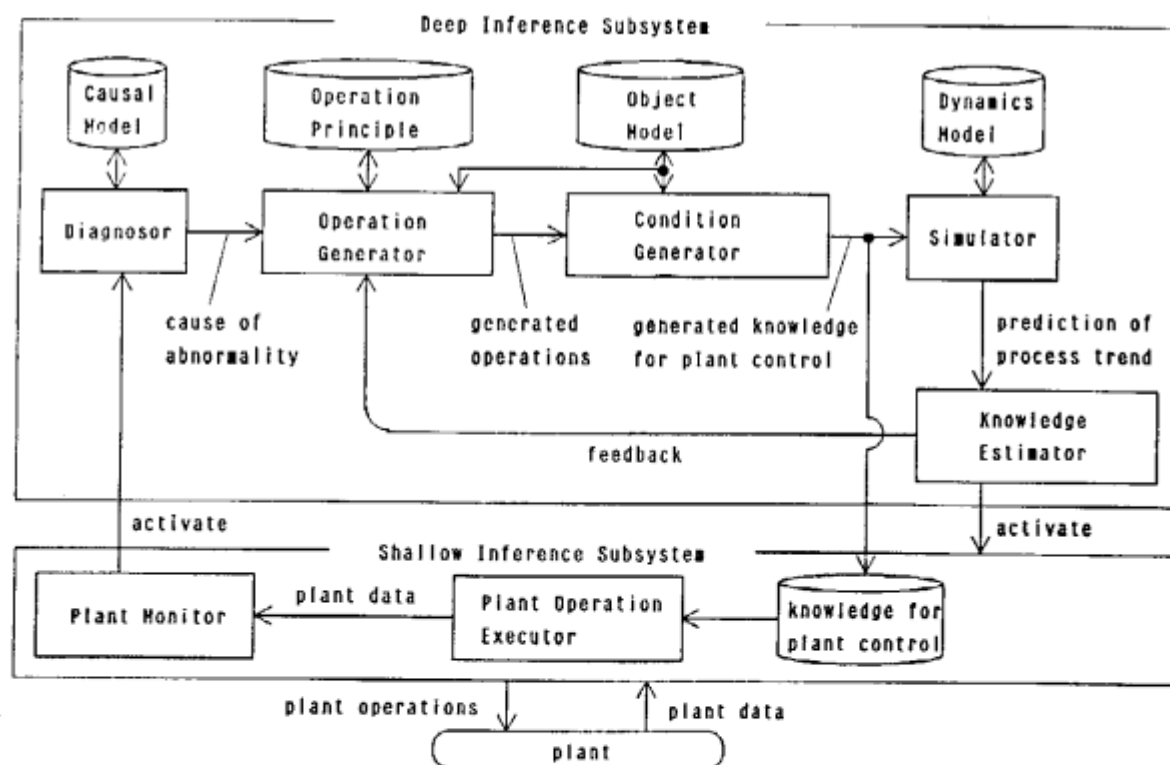 Deep Inference Subsystem
Causal
Model
Operation
Principle
Object
Model
Dynamics
Model
Diagnosor
Operation
Generator
Condition
Generator
Simulator
cause of
abnormality
generated
operations
generated knowledge
for plant control
prediction of
process trend
Knowledge
Estimator
feedback
activate
activate
Shallow Inference Subsystem
Plant Monitor
plant data
Plant Operation
Executor
knowledge for
plant control
plant operations
plant data
plant